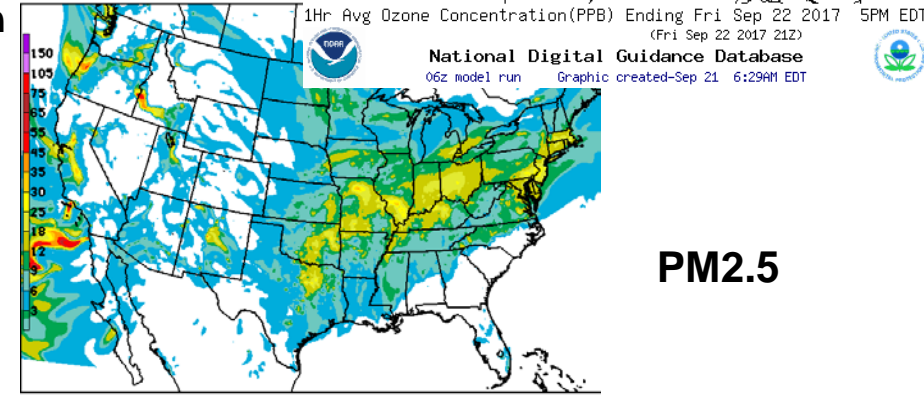 1Hr Avg Ozone Concentration(PPB) Ending Fri Sep 22 2017 5PM EDT
(Fri Sep 22 2017 21Z)
National Digital Guidance Database
06z model run Graphic created-Sep 21 6:29AM EDT
NOAA
150
105
75
65
55
45
35
30
25
18
12
9
6
3
PM2.5